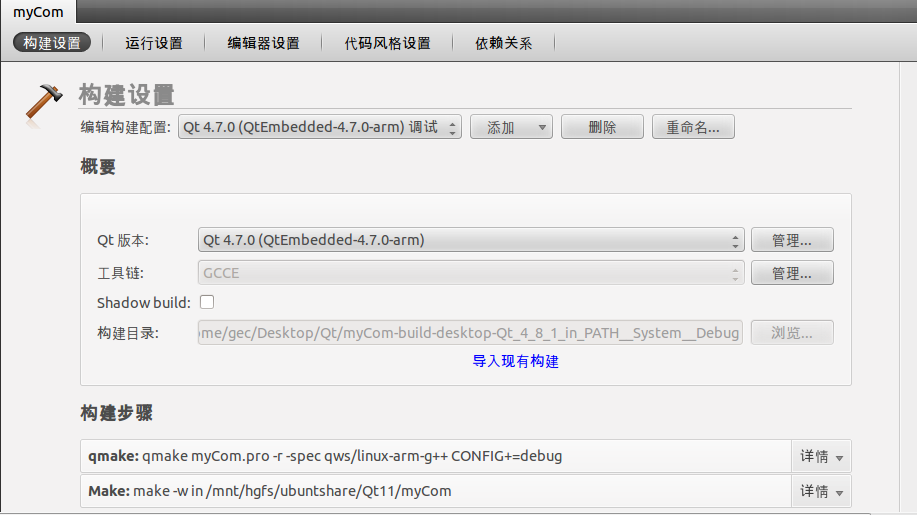 myCom
构建设置 运行设置 编辑器设置 代码风格设置 依赖关系
构建设置
编辑构建配置: Qt 4.7.0 (QtEmbedded-4.7.0-arm) 调试 添加 删除 重命名...
概要
Qt 版本: Qt 4.7.0 (QtEmbedded-4.7.0-arm) 管理...
工具链: GCCE 管理...
Shadow build:
构建目录: ome/gec/Desktop/Qt/myCom-build-desktop-Qt_4_8_1_in_PATH__System__Debug 浏览...
导入现有构建
构建步骤
qmake: qmake myCom.pro -r -spec qws/linux-arm-g++ CONFIG+=debug 详情
Make: make -w in /mnt/hgfs/ubuntshare/Qt11/myCom 详情